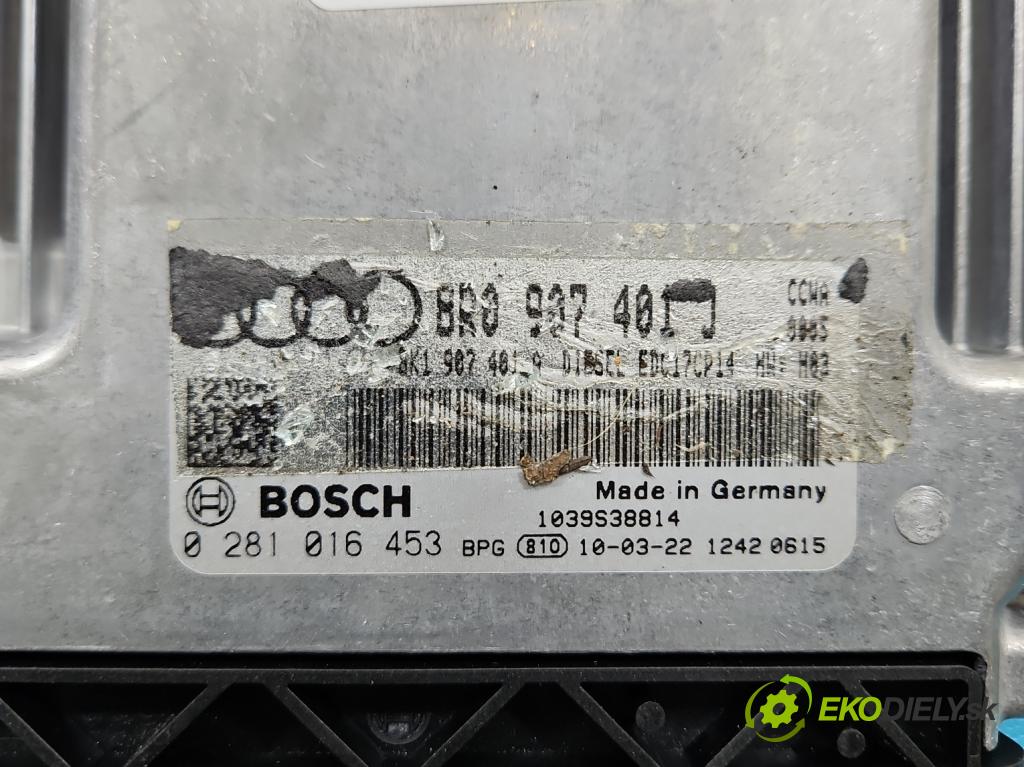 8R0 907 401 J
CCWA
0005
8K1 907 401 A DIESEL EDC17CP14 HW: H03
BOSCH
Made in Germany
1039S38814
0 281 016 453 BPG 810 10-03-22 1242 0615
EKODIELY.sk